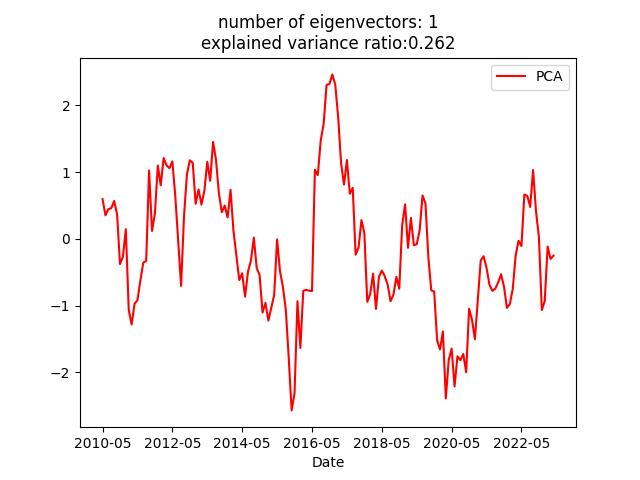 number of eigenvectors: 1
explained variance ratio:0.262
PCA
2
1
0
−1
−2
2010-05 2012-05 2014-05 2016-05 2018-05 2020-05 2022-05
Date